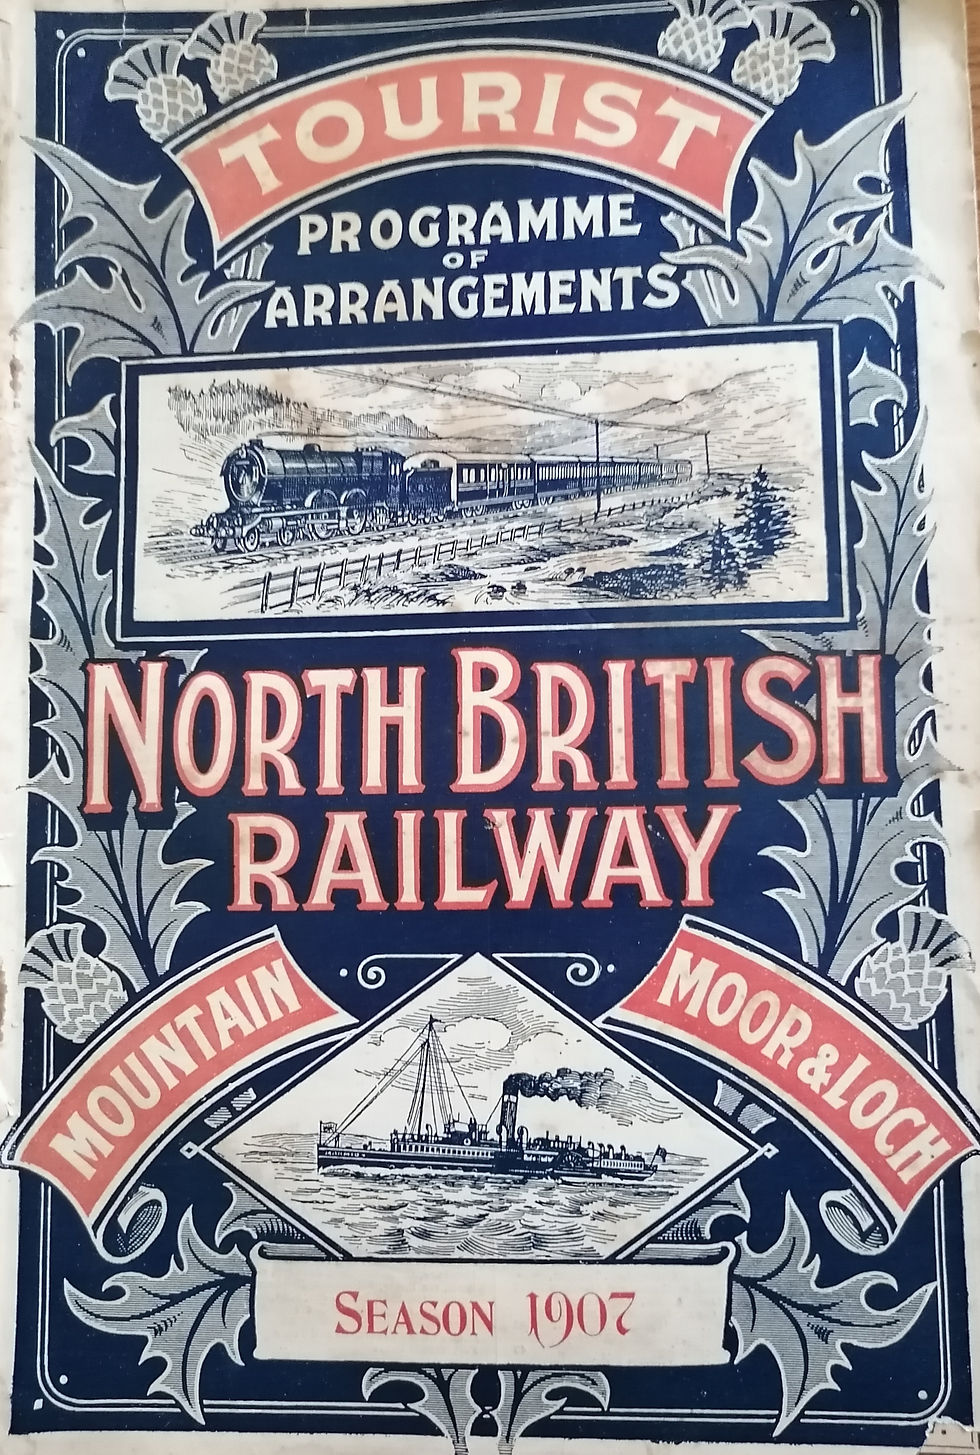 TOURIST
PROGRAMME
OF
ARRANGEMENTS
NORTH BRITISH
RAILWAY
MOUNTAIN
MOOR & LOCH
SEASON 1907